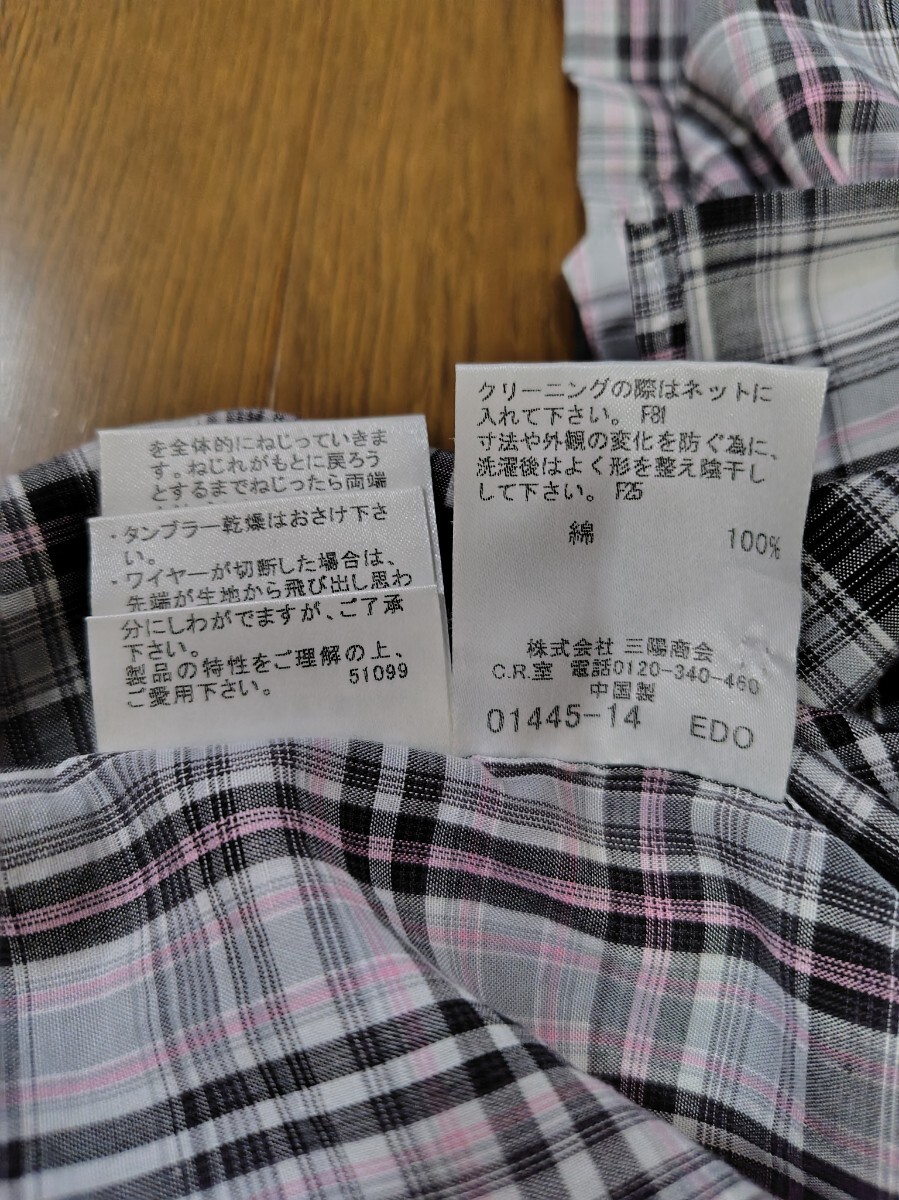 を全体的にねじっていきま
す。ねじれがもとに戻ろう
とするまでねじったら両端
・タンブラー乾燥はおさけ下さ
い。
・ワイヤーが切断した場合は、
先端が生地から飛び出し思わ
分にしわがでますが、ご了承
下さい。
製品の特性をご理解の上、
ご愛用下さい。 51099
クリーニングの際はネットに
入れて下さい。 F81
寸法や外観の変化を防ぐ為に、
洗濯後はよく形を整え陰干し
して下さい。 F25
綿 100%
株式会社 三陽商会
C.R.室 電話0120-340-460
中国製
01445-14 EDO